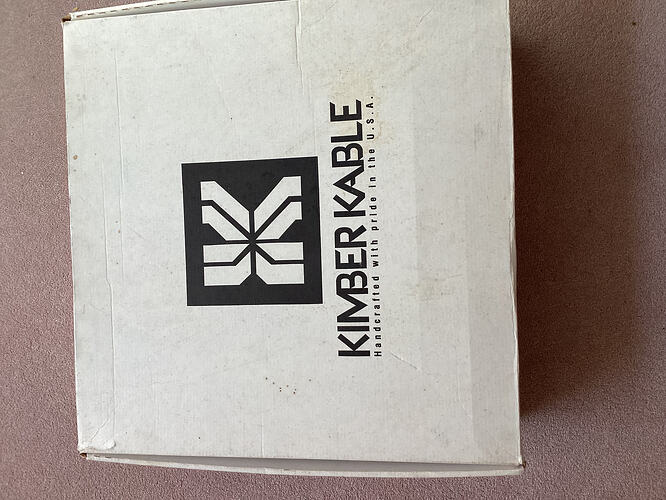 KIMBER KABLE
Handcrafted with pride in the U.S.A.